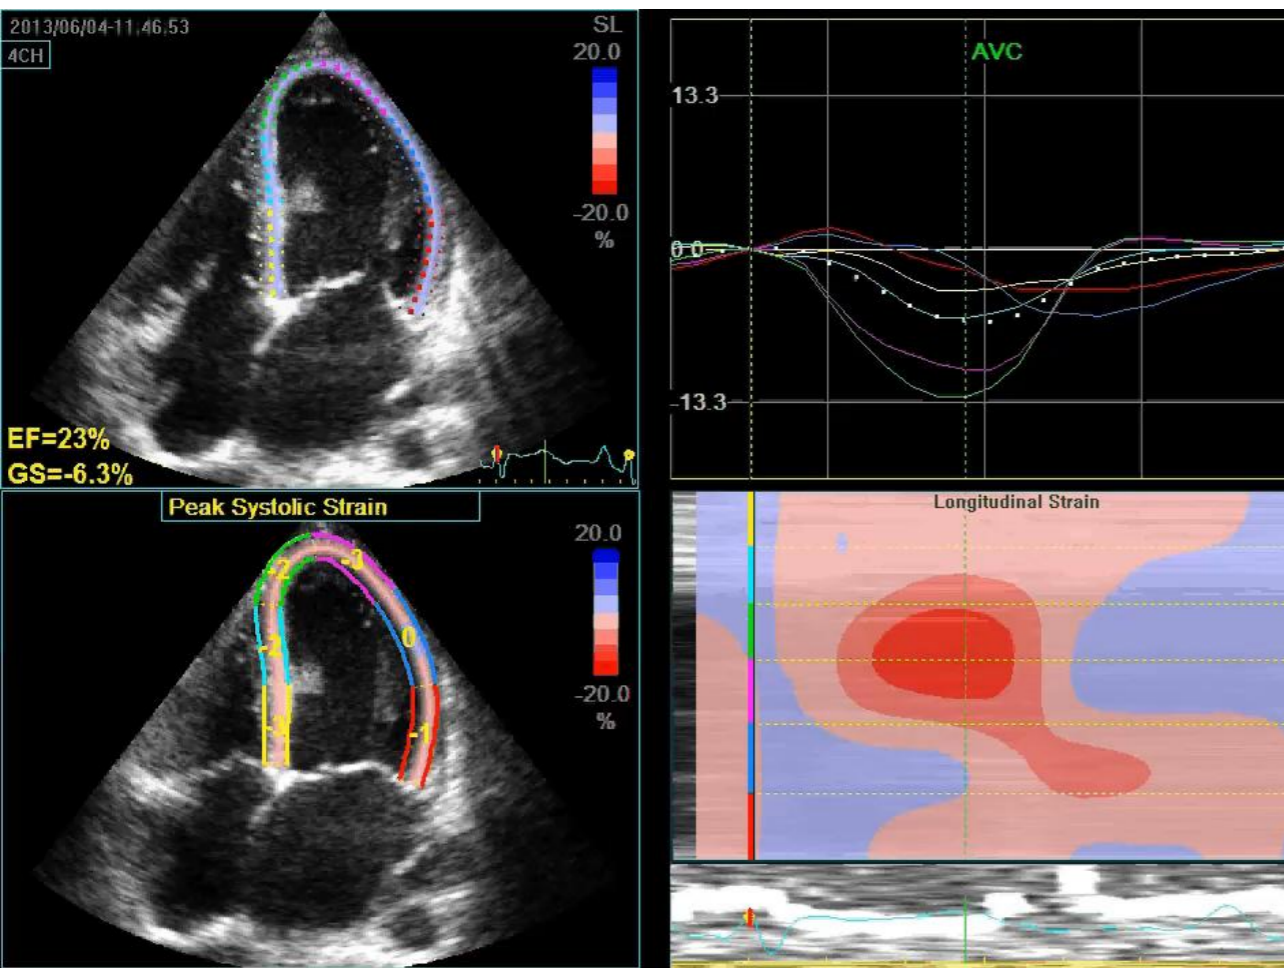 2013/06/04-11:46:53
4CH
SL
20.0
-20.0
%
EF=23%
GS=-6.3%
AVC
13.3
0.0
-13.3
Peak Systolic Strain
20.0
-20.0
%
-2
-3
0
-1
Longitudinal Strain